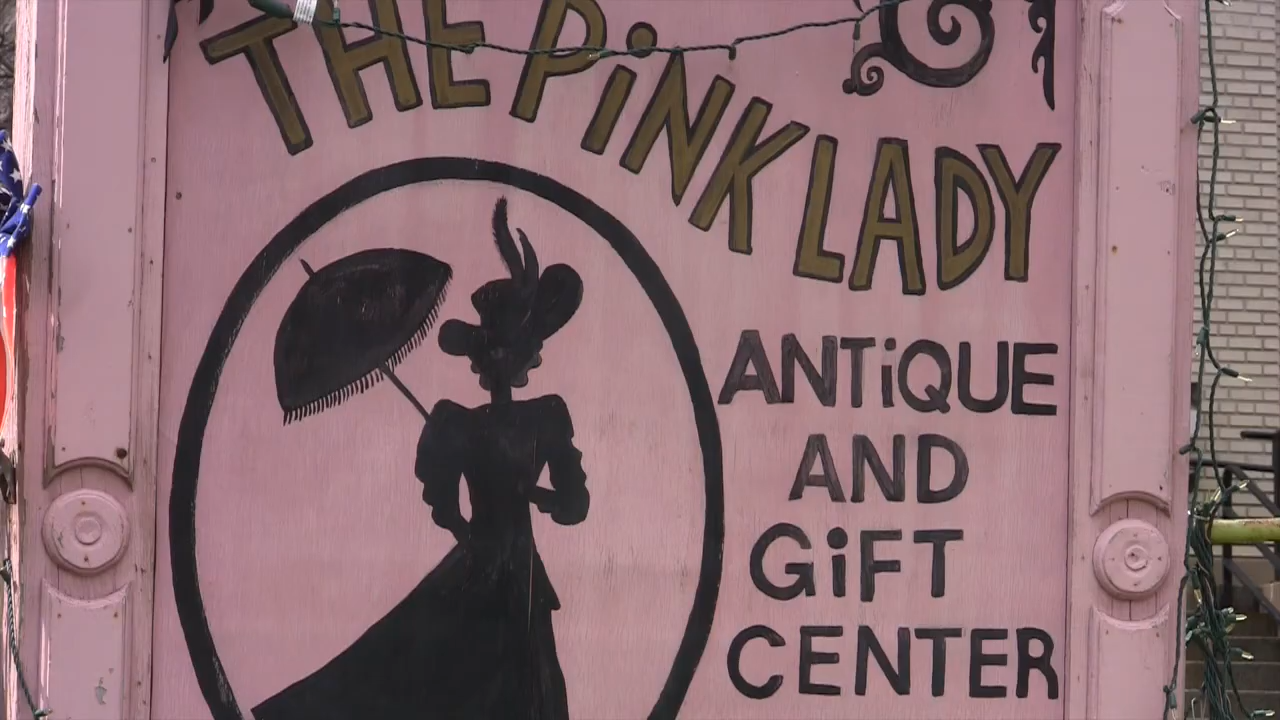 THE PiNK LADY
ANTiQUE
AND
GiFT
CENTER